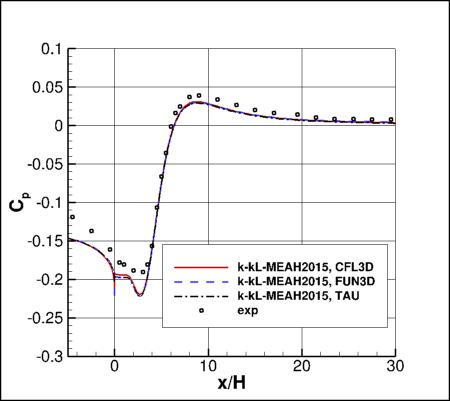 0.1
0.05
0
-0.05
-0.1
-0.15
-0.2
-0.25
-0.3
Cp
k-kL-MEAH2015, CFL3D
k-kL-MEAH2015, FUN3D
k-kL-MEAH2015, TAU
exp
0 10 20 30
x/H